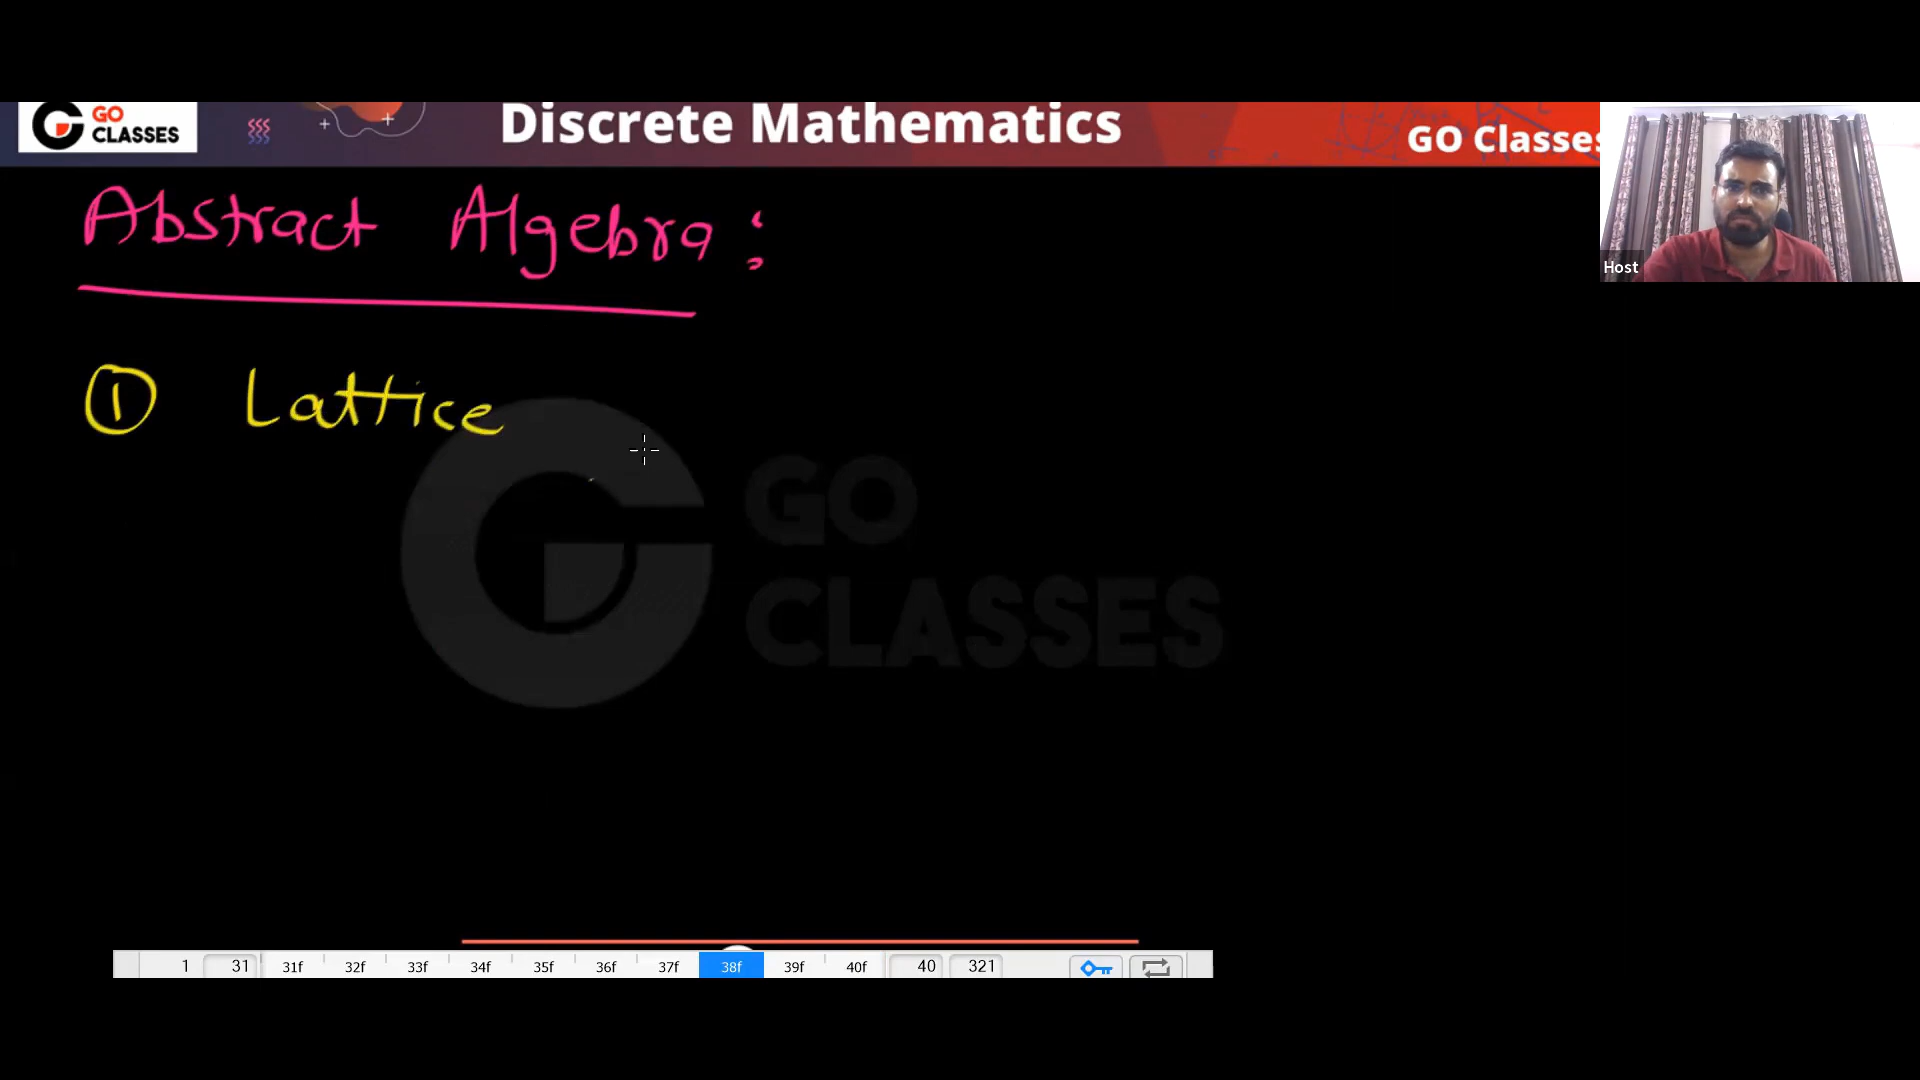 GO
CLASSES
Discrete Mathematics
GO Classes
Host
Abstract Algebra:
① Lattice
GO
CLASSES
1 31 31f 32f 33f 34f 35f 36f 37f 38f 39f 40f 40 321